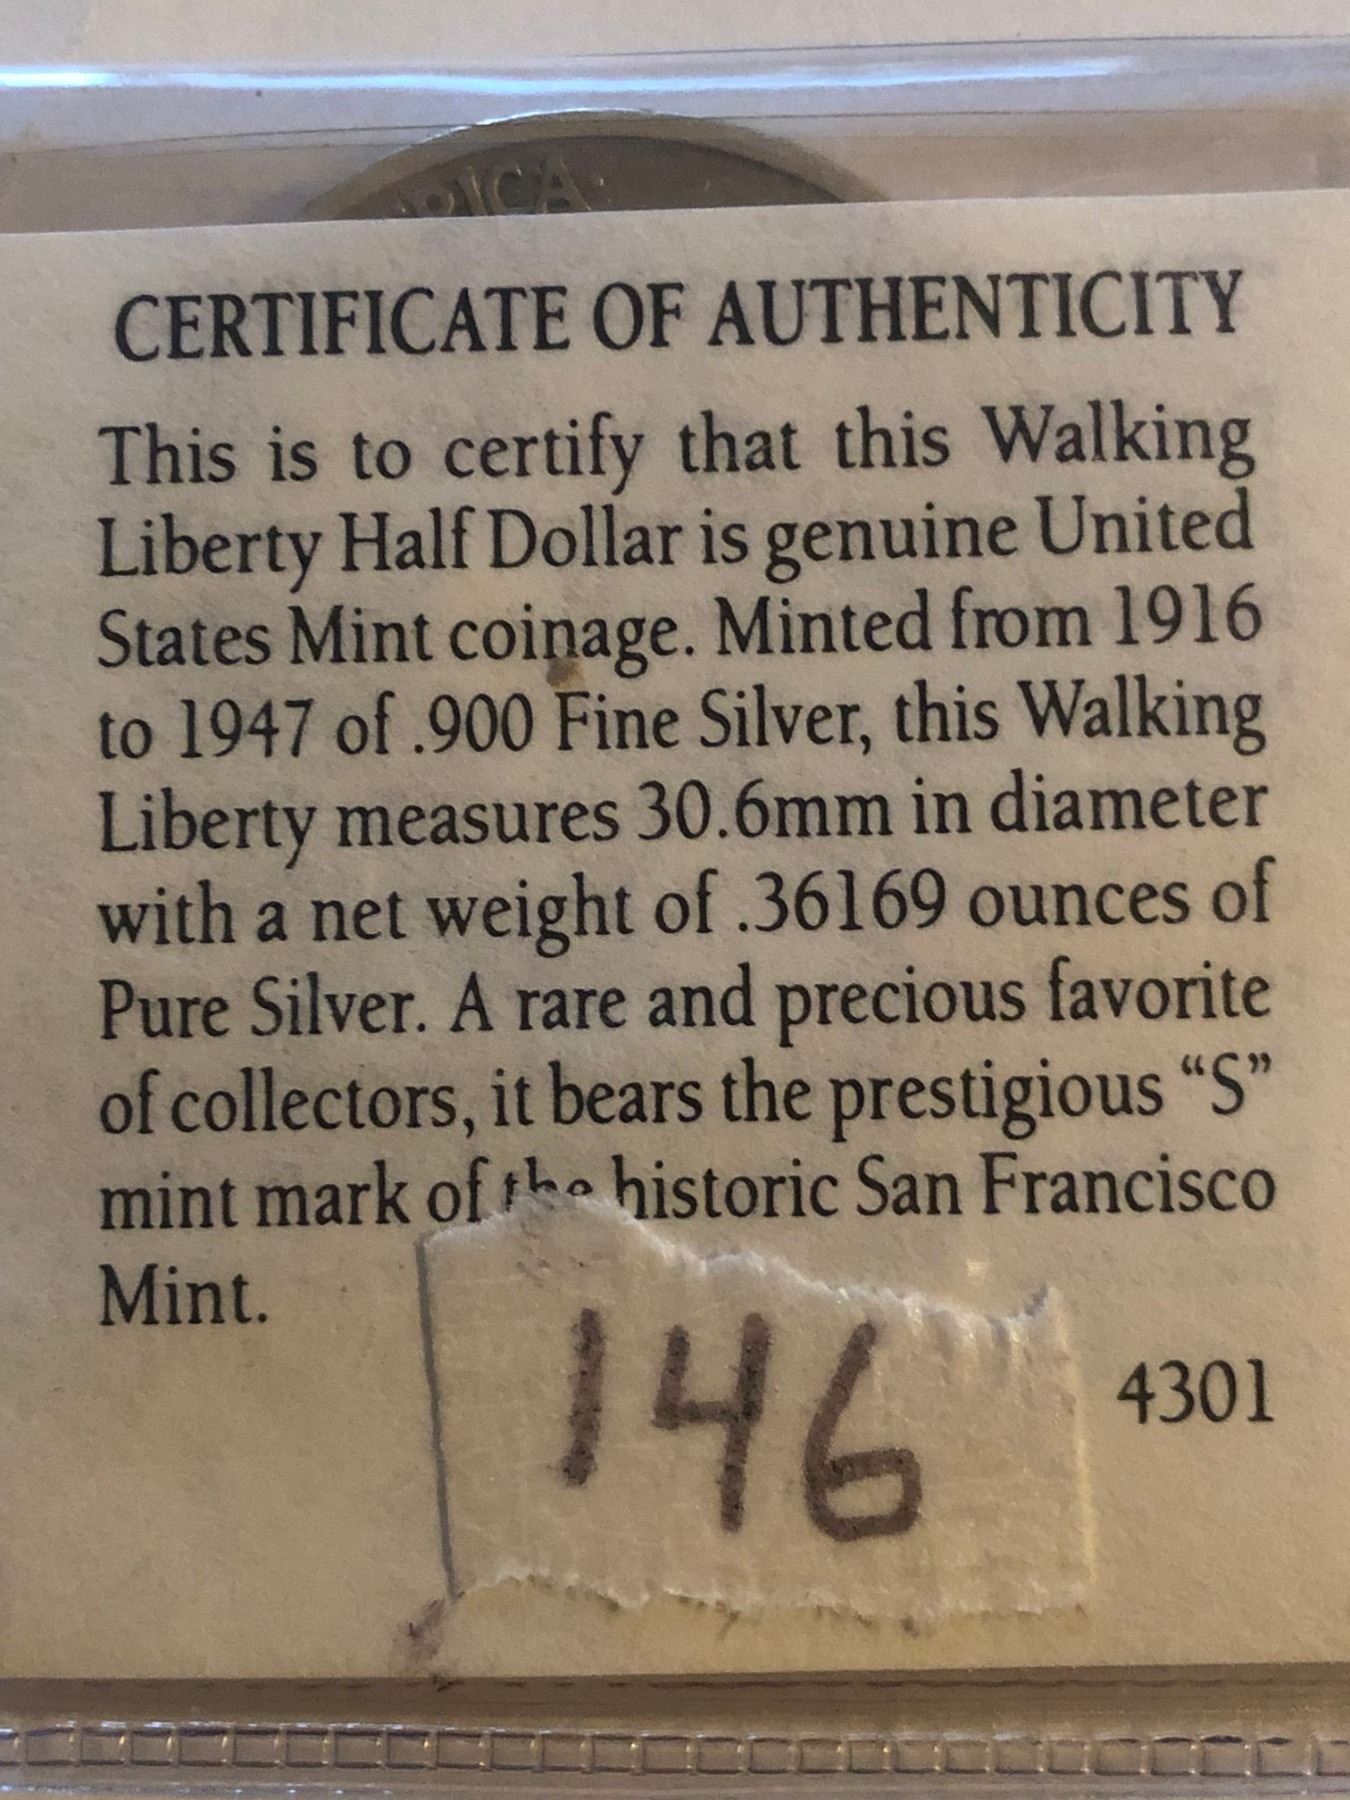 RICA
CERTIFICATE OF AUTHENTICITY
This is to certify that this Walking
Liberty Half Dollar is genuine United
States Mint coinage. Minted from 1916
to 1947 of .900 Fine Silver, this Walking
Liberty measures 30.6mm in diameter
with a net weight of .36169 ounces of
Pure Silver. A rare and precious favorite
of collectors, it bears the prestigious “S”
mint mark of the historic San Francisco
Mint.
146
4301